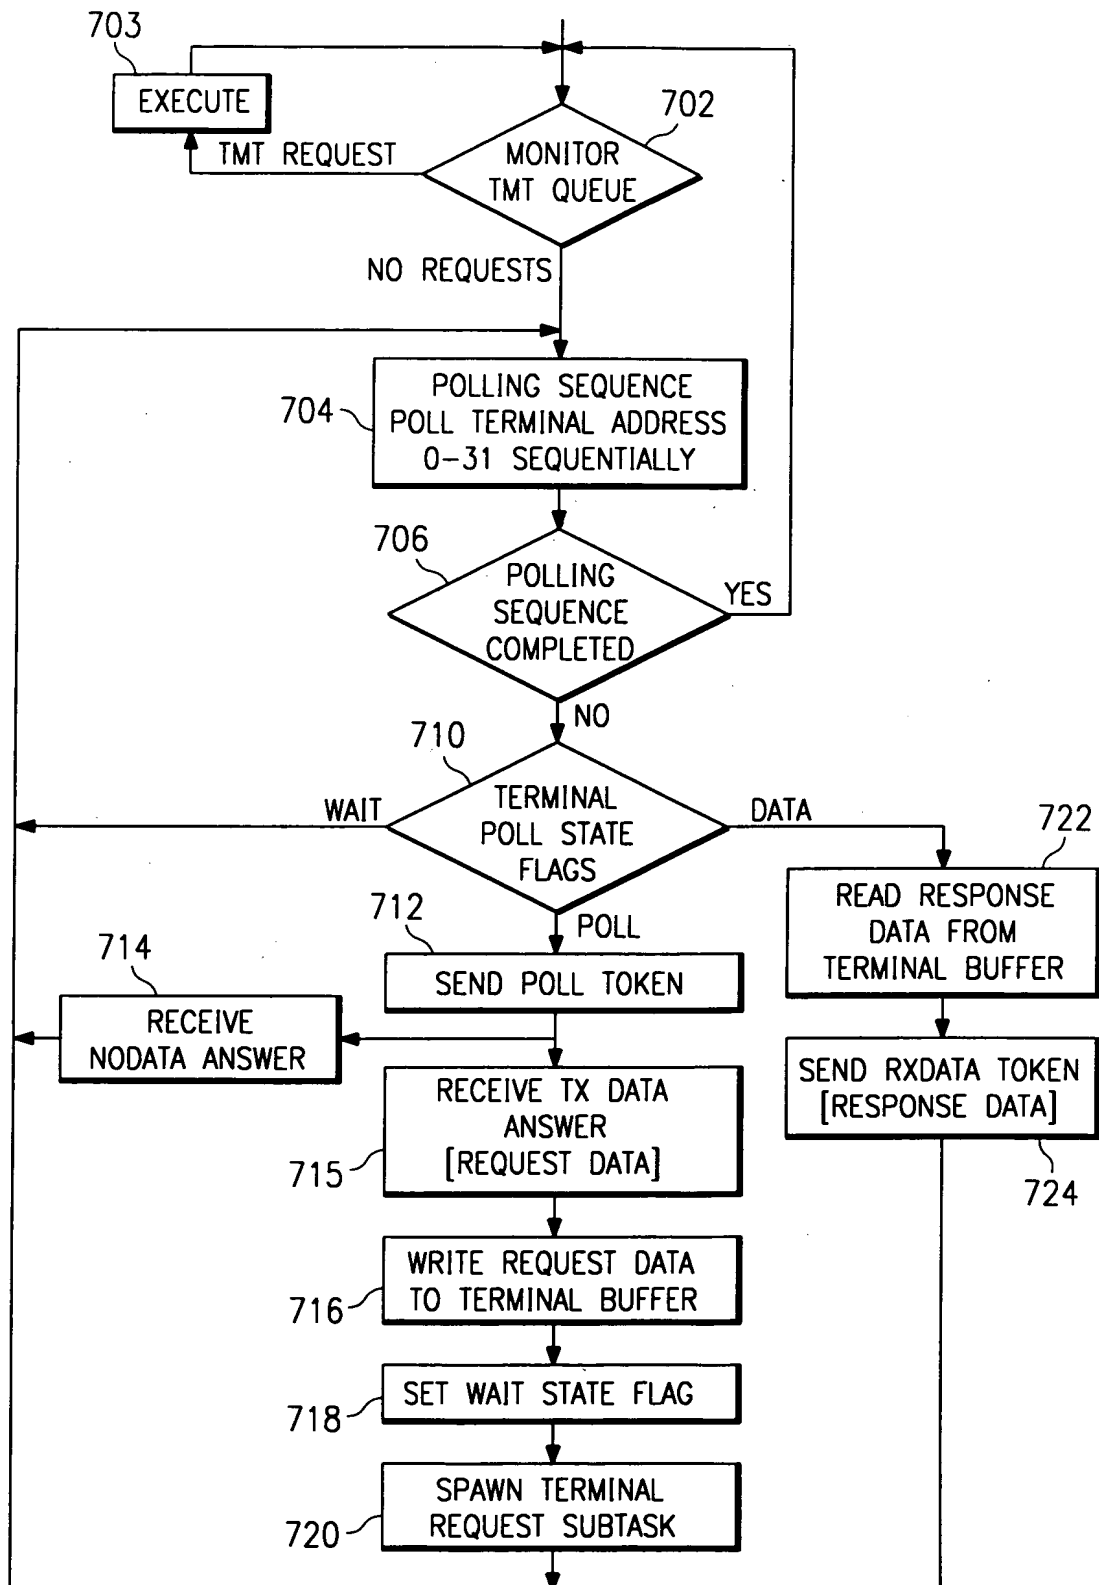 703
EXECUTE
702
TMT REQUEST
MONITOR
TMT QUEUE
NO REQUESTS
704
POLLING SEQUENCE
POLL TERMINAL ADDRESS
0-31 SEQUENTIALLY
706
POLLING
SEQUENCE
COMPLETED
YES
NO
710
WAIT
TERMINAL
POLL STATE
FLAGS
DATA
722
READ RESPONSE
DATA FROM
TERMINAL BUFFER
POLL
712
SEND POLL TOKEN
714
RECEIVE
NODATA ANSWER
SEND RXDATA TOKEN
[RESPONSE DATA]
724
RECEIVE TX DATA
ANSWER
[REQUEST DATA]
715
WRITE REQUEST DATA
TO TERMINAL BUFFER
716
SET WAIT STATE FLAG
718
SPAWN TERMINAL
REQUEST SUBTASK
720